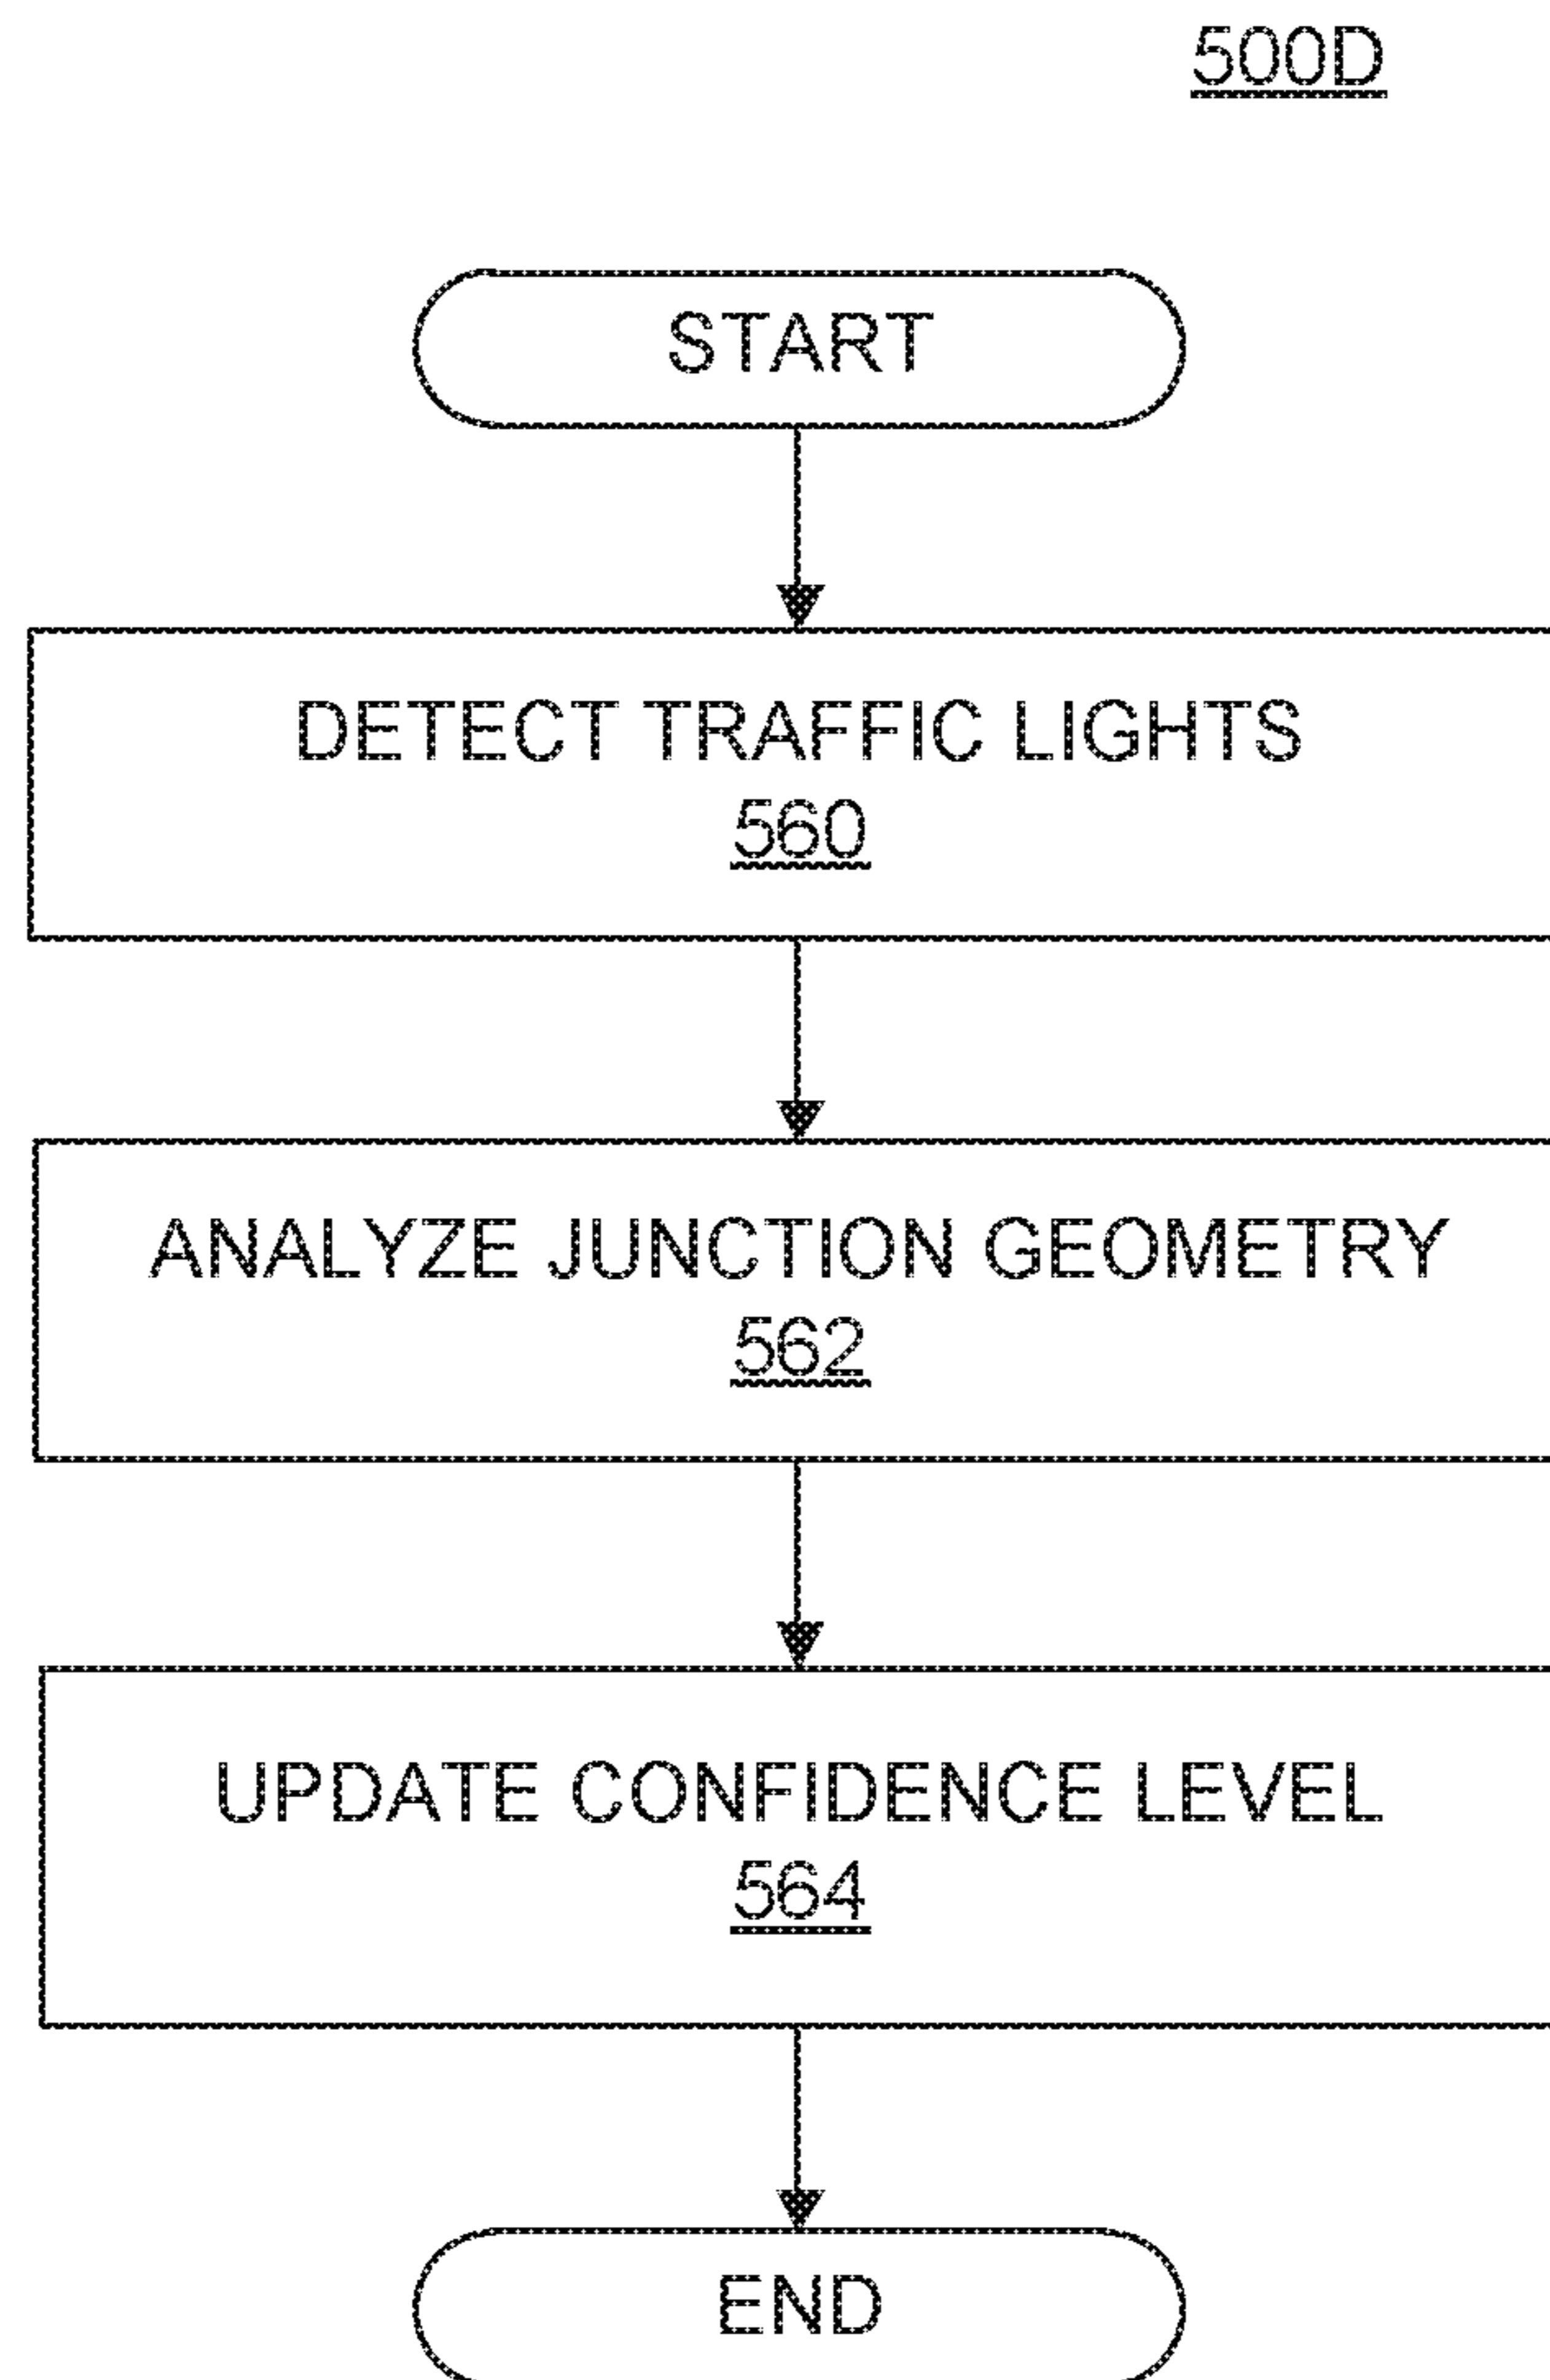 500D
START
DETECT TRAFFIC LIGHTS
560
ANALYZE JUNCTION GEOMETRY
562
UPDATE CONFIDENCE LEVEL
564
END